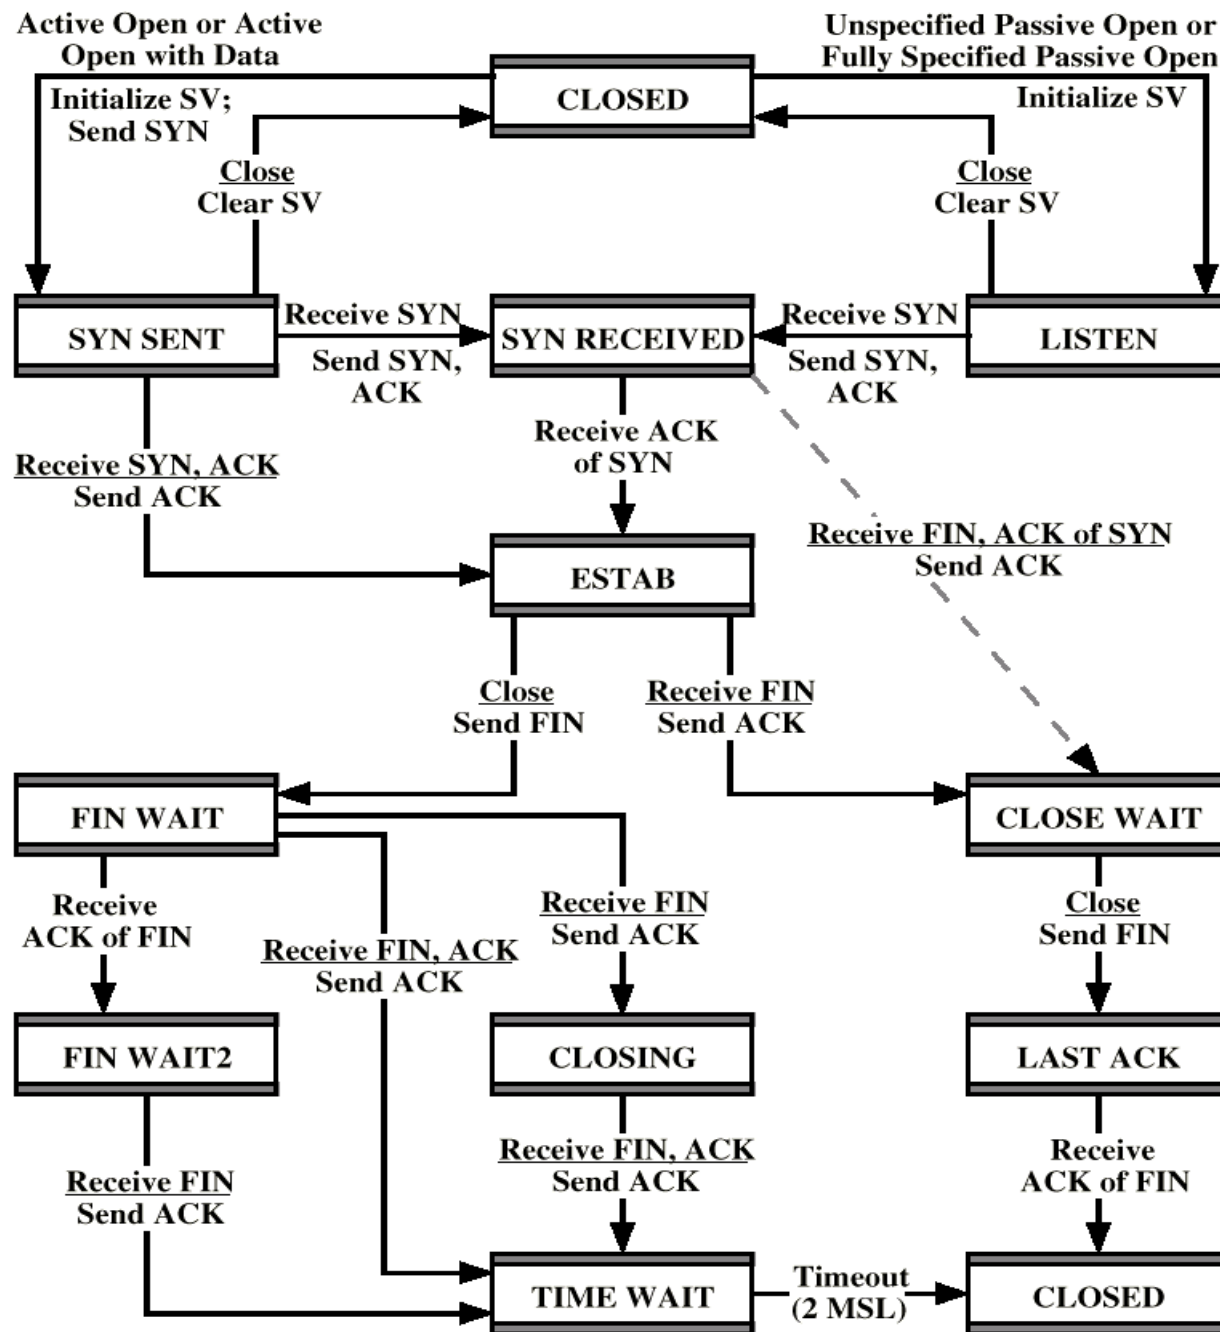 Active Open or Active
Open with Data
Unspecified Passive Open or
Fully Specified Passive Open
CLOSED
Initialize SV;
Send SYN
Initialize SV
Close
Clear SV
Close
Clear SV
SYN SENT
Receive SYN
Send SYN,
ACK
SYN RECEIVED
Receive SYN
Send SYN,
ACK
LISTEN
Receive SYN, ACK
Send ACK
Receive ACK
of SYN
Receive FIN, ACK of SYN
Send ACK
ESTAB
Close
Send FIN
Receive FIN
Send ACK
FIN WAIT
CLOSE WAIT
Receive
ACK of FIN
Receive FIN, ACK
Send ACK
Receive FIN
Send ACK
Close
Send FIN
FIN WAIT2
CLOSING
LAST ACK
Receive FIN
Send ACK
Receive FIN, ACK
Send ACK
Receive
ACK of FIN
TIME WAIT
Timeout
(2 MSL)
CLOSED